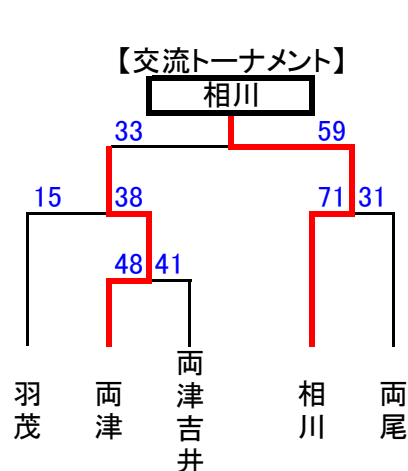 【交流トーナメント】
相川
33 59
15 38 71 31
48 41
羽茂
両津
両津吉井
相川
両尾